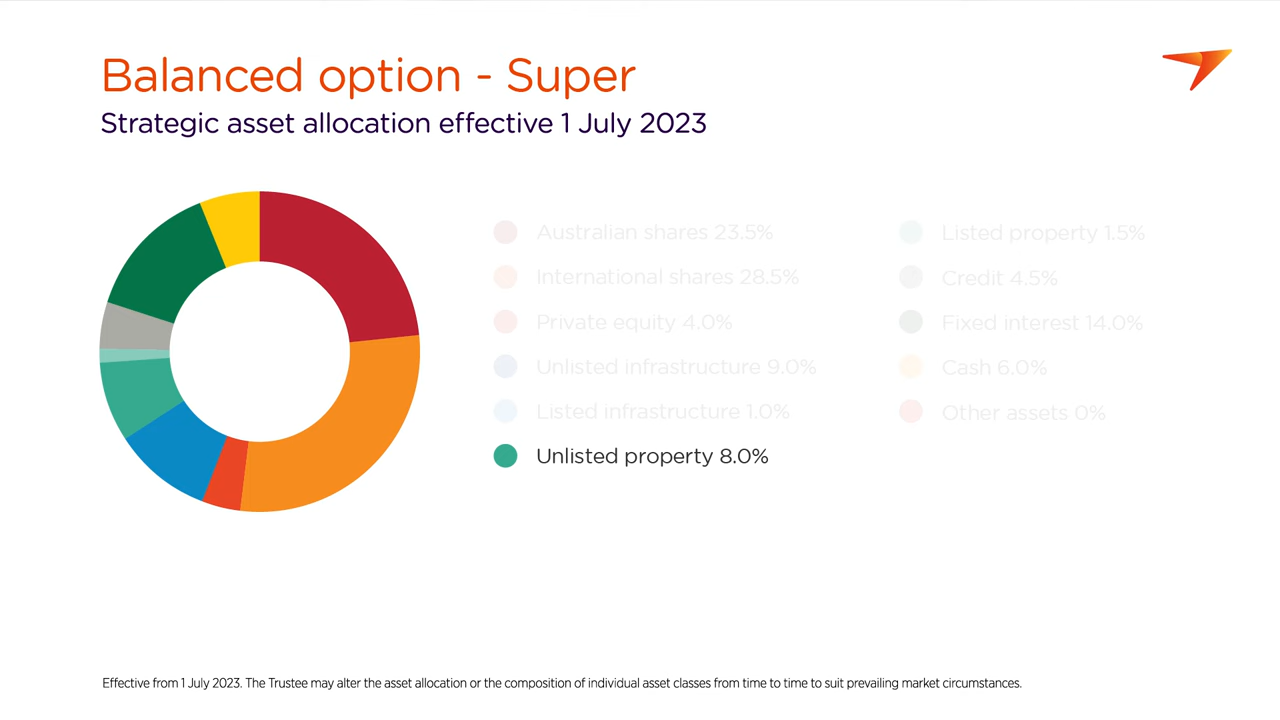 Balanced option - Super
Strategic asset allocation effective 1 July 2023
Australian shares 23.5%
International shares 28.5%
Private equity 4.0%
Unlisted infrastructure 9.0%
Listed infrastructure 1.0%
Unlisted property 8.0%
Listed property 1.5%
Credit 4.5%
Fixed interest 14.0%
Cash 6.0%
Other assets 0%
Effective from 1 July 2023. The Trustee may alter the asset allocation or the composition of individual asset classes from time to time to suit prevailing market circumstances.